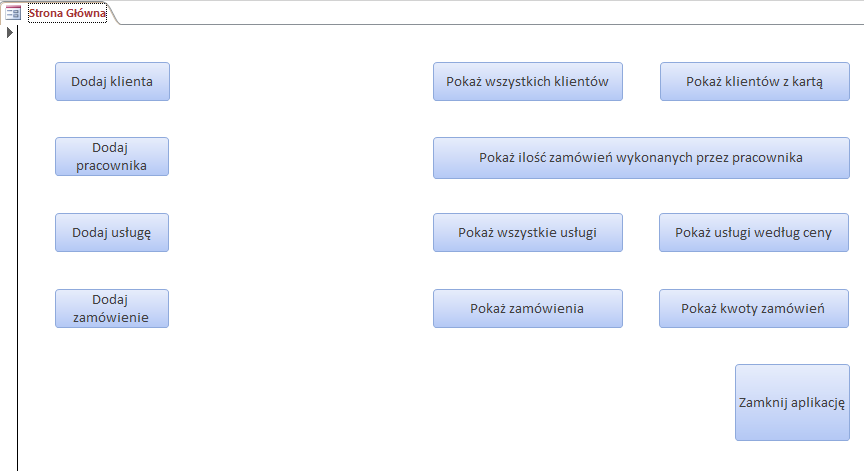 Strona Główna
Dodaj klienta
Pokaż wszystkich klientów
Pokaż klientów z kartą
Dodaj
pracownika
Pokaż ilość zamówień wykonanych przez pracownika
Dodaj usługę
Pokaż wszystkie usługi
Pokaż usługi według ceny
Dodaj
zamówienie
Pokaż zamówienia
Pokaż kwoty zamówień
Zamknij aplikację